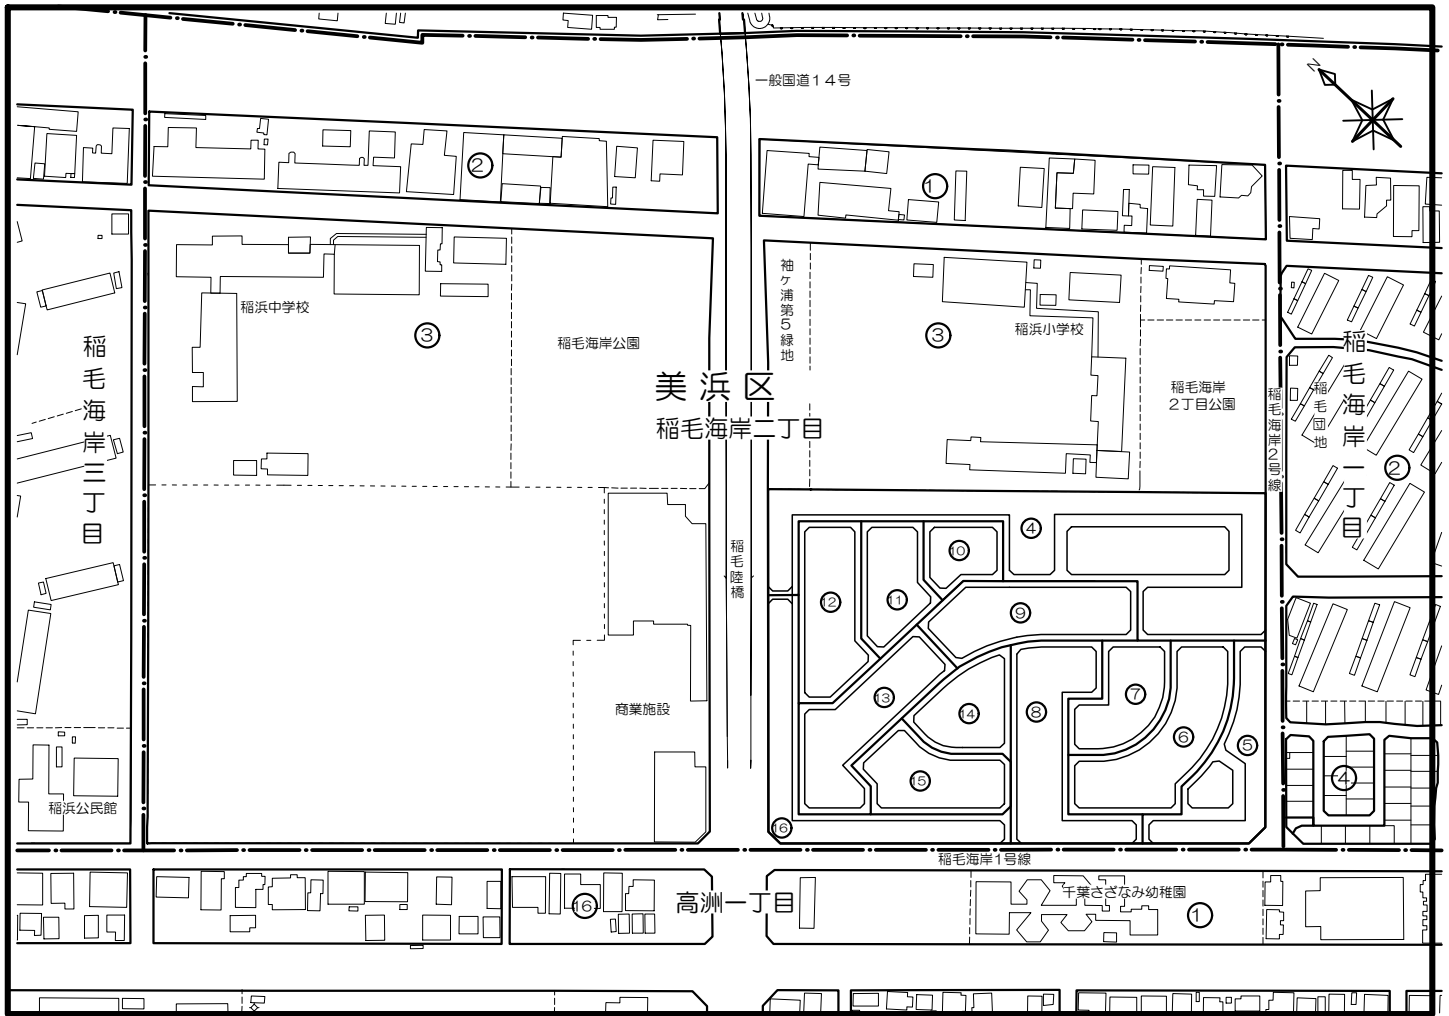 一般国道14号
N
②
①
稲浜中学校
③
稲毛海岸公園
袖ケ浦第5緑地
③
稲浜小学校
稲毛海岸
2丁目公園
稲毛海岸2号線
稲毛団地
稲毛海岸一丁目
②
稲毛海岸三丁目
美浜区
稲毛海岸二丁目
稲毛陸橋
④
⑩
⑪
⑫
⑨
⑬
⑭
⑧
⑦
⑥
⑤
⑮
⑯
④
商業施設
稲浜公民館
稲毛海岸1号線
⑯
高洲一丁目
千葉さざなみ幼稚園
①